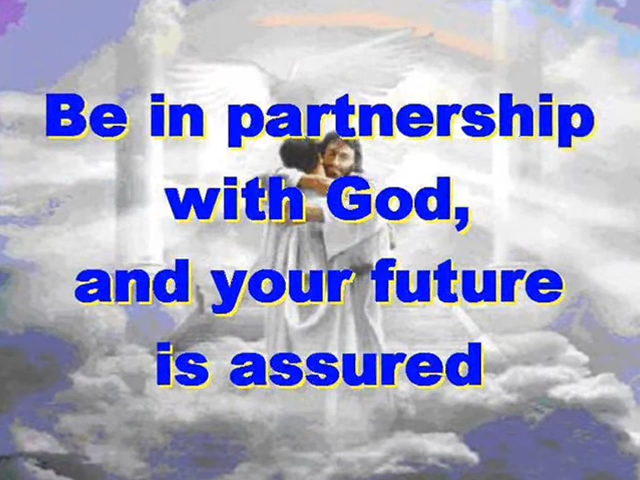 Be in partnership
with God,
and your future
is assured